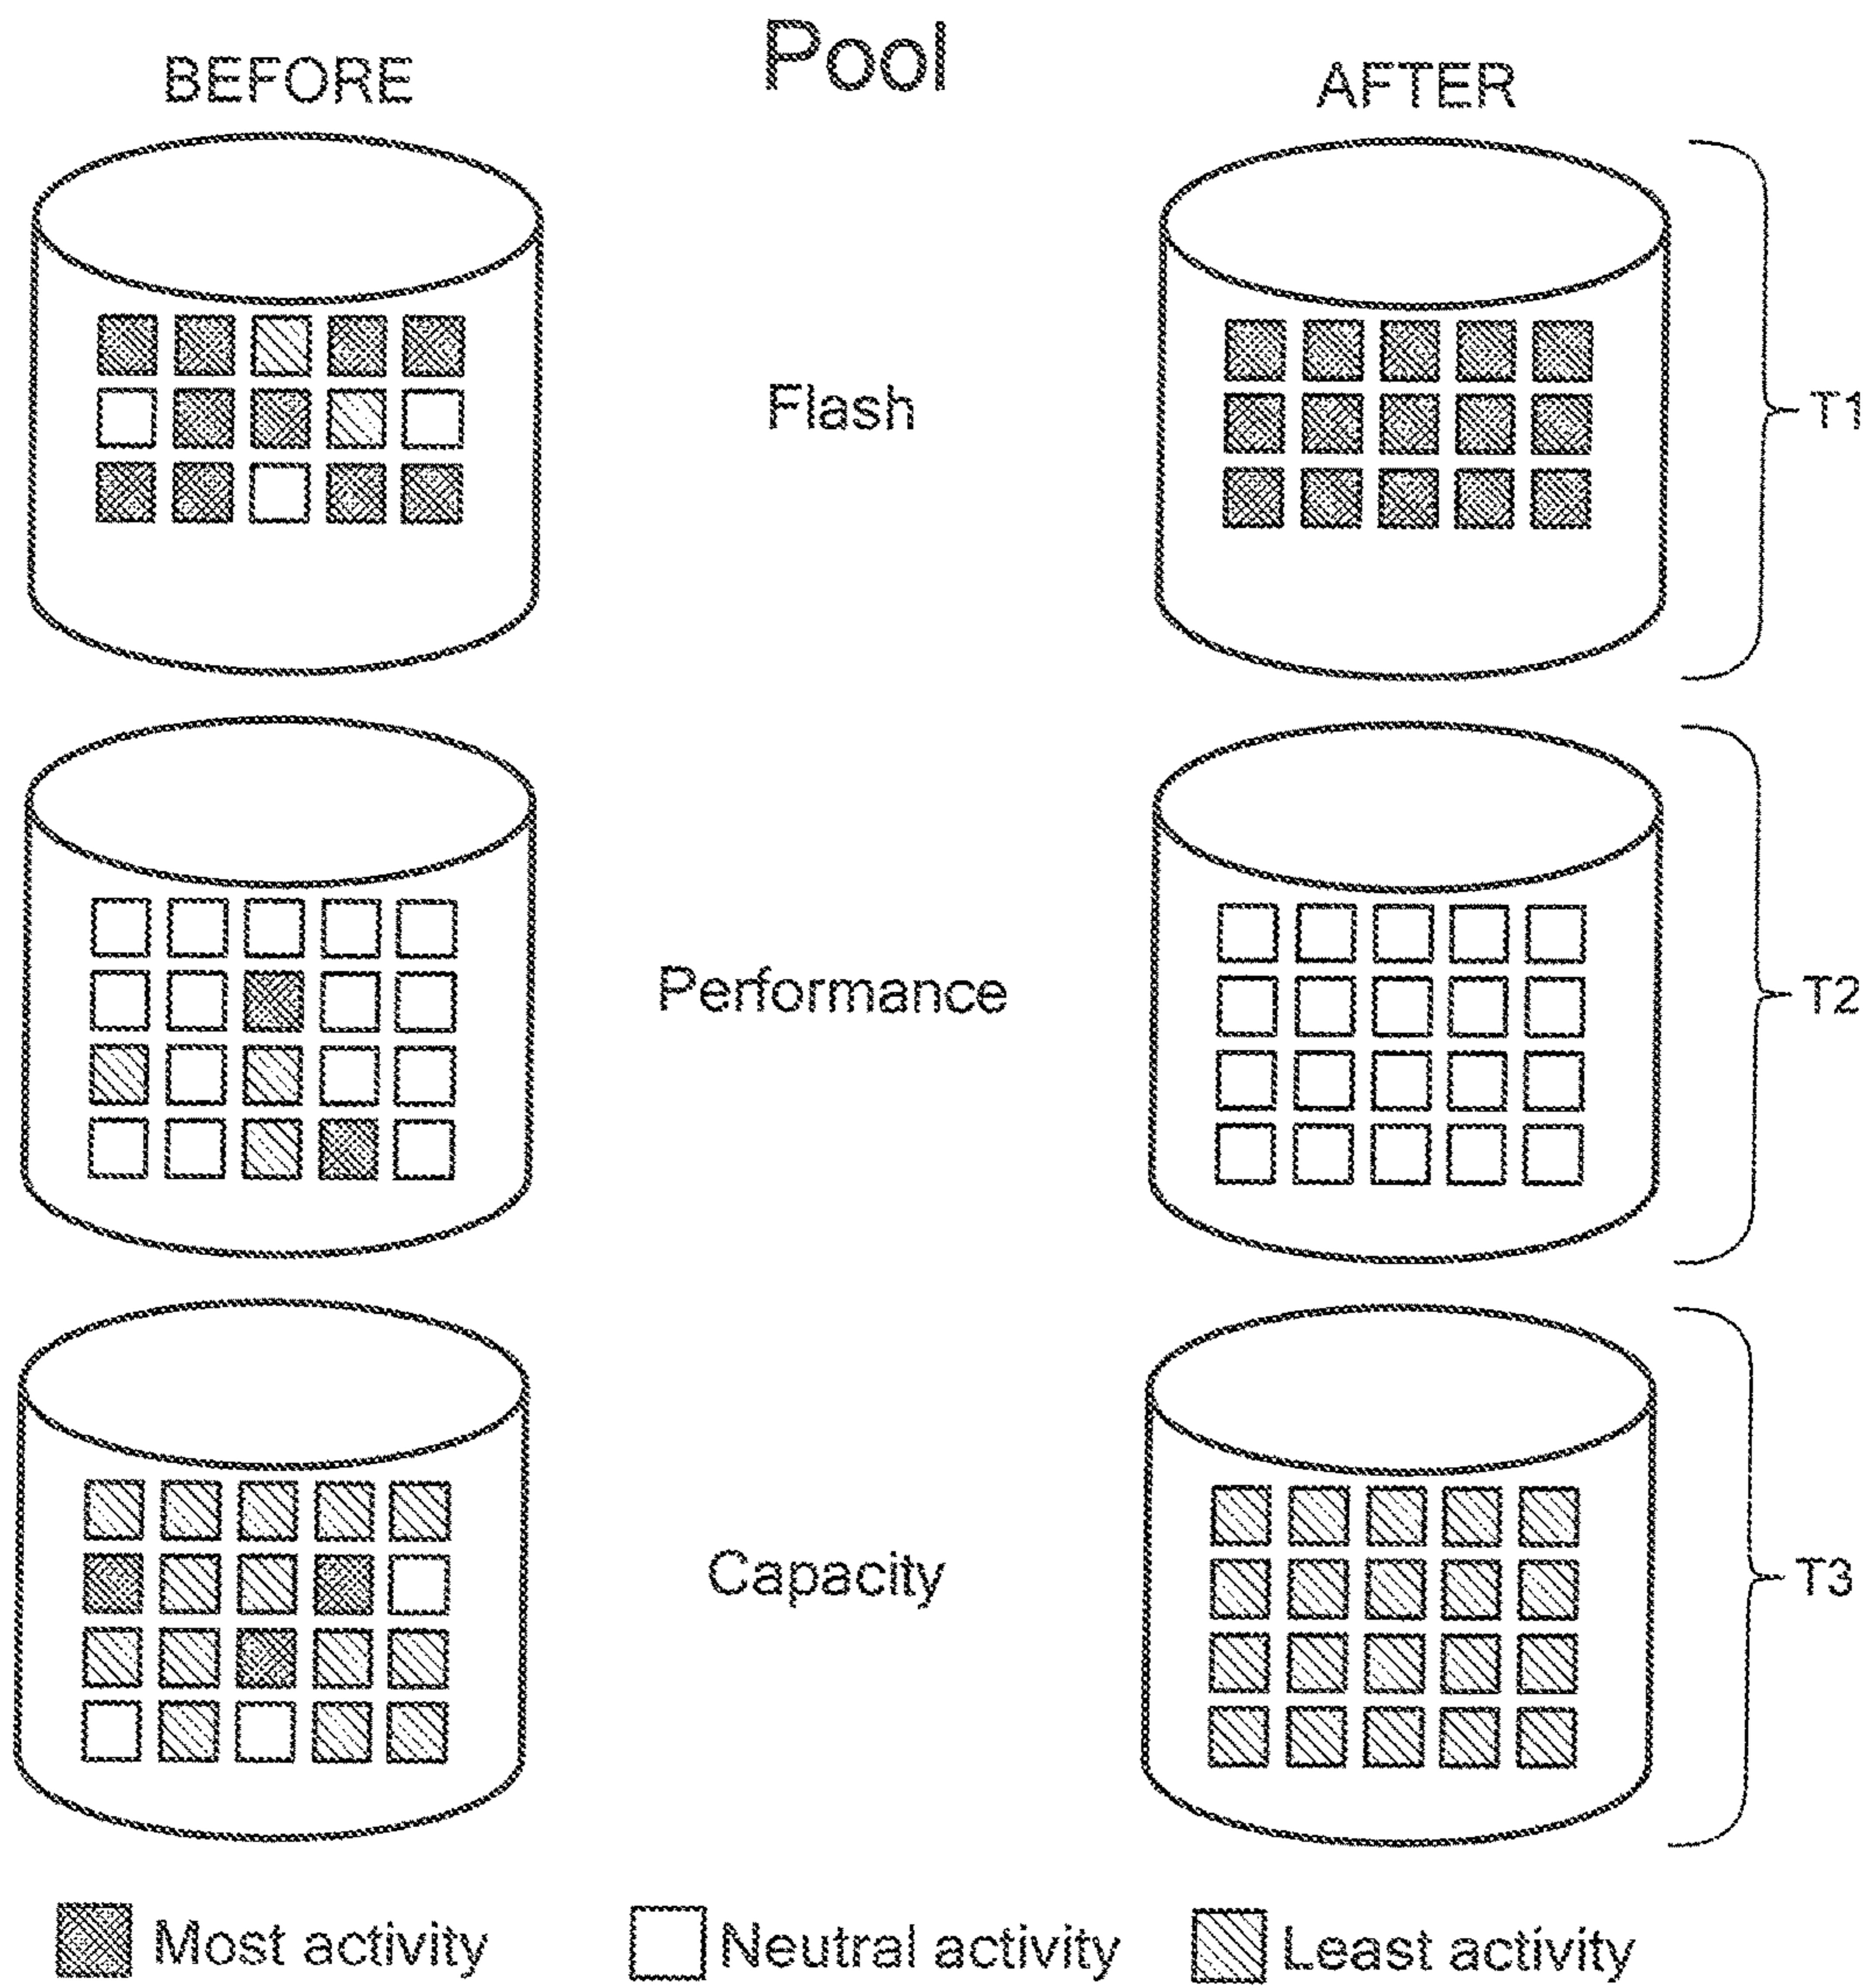 Pool
BEFORE
AFTER
Flash
T1
Performance
T2
Capacity
T3
Most activity
Neutral activity
Least activity